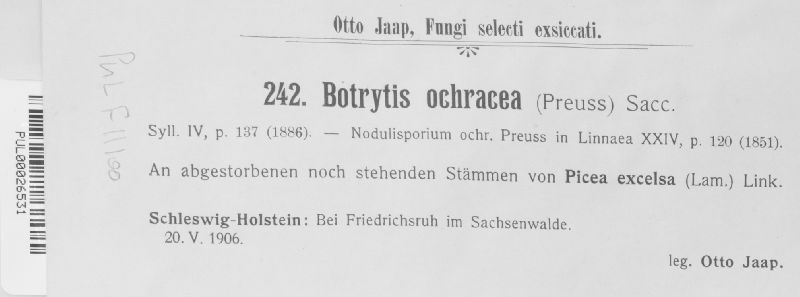 Otto Jaap, Fungi selecti exsiccati.
242. Botrytis ochracea (Preuss) Sacc.
Syll. IV, p. 137 (1886). — Nodulisporium ochr. Preuss in Linnaea XXIV, p. 120 (1851).
An abgestorbenen noch stehenden Stämmen von Picea excelsa (Lam.) Link.
Schleswig-Holstein: Bei Friedrichsruh im Sachsenwalde.
20. V. 1906.
leg. Otto Jaap.
PUL00026531
PUL F